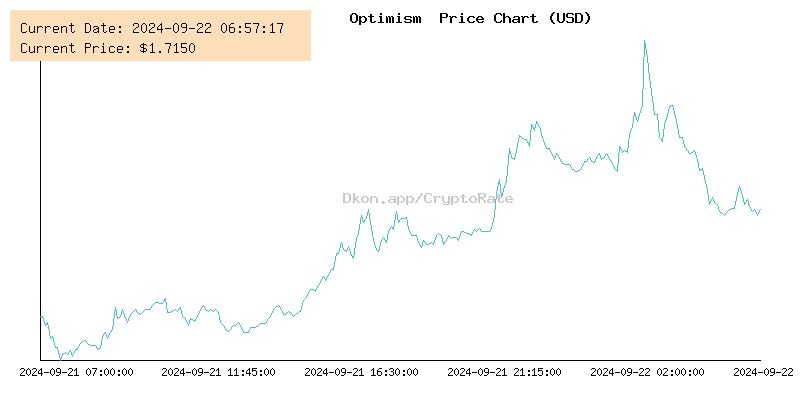 Optimism  Price Chart (USD)
Current Date: 2024-09-22 06:57:17
Current Price: $1.7150
Dkon.app/CryptoRate
2024-09-21 07:00:00 2024-09-21 11:45:00 2024-09-21 16:30:00 2024-09-21 21:15:00 2024-09-22 02:00:00 2024-09-22